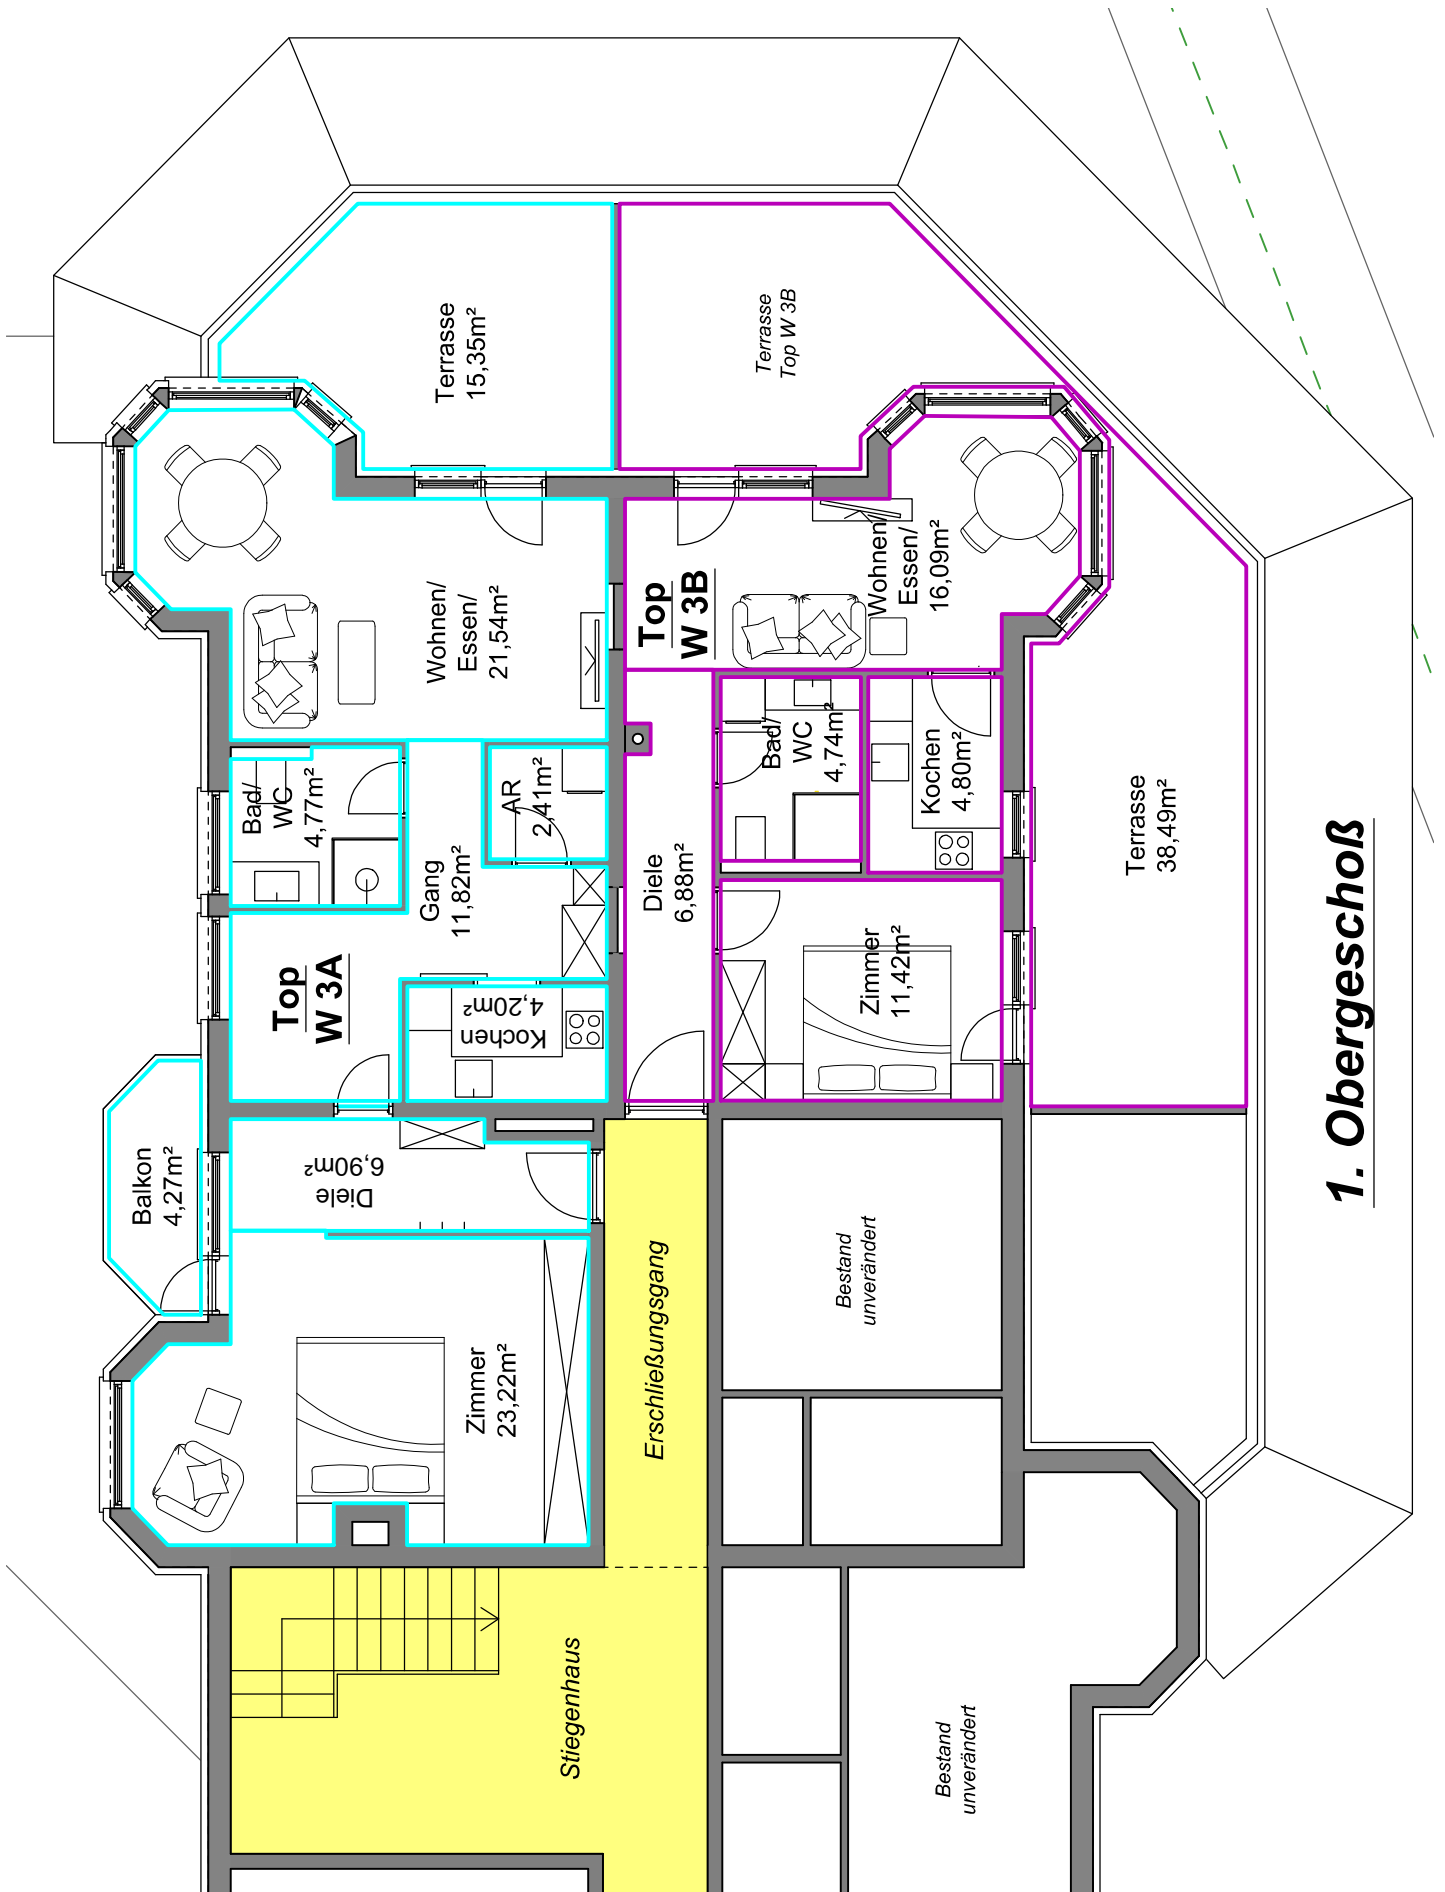 Terrasse
15,35m²
Terrasse
Top W 3B
Wohnen/
Essen/
21,54m²
Top
W 3B
Wohnen/
Essen/
16,09m²
Bad/
WC
4,77m²
AR
2,41m²
Gang
11,82m²
Diele
6,88m²
Bad/
WC
4,74m²
Kochen
4,80m²
Terrasse
38,49m²
Top
W 3A
Kochen
4,20m²
Zimmer
11,42m²
1. Obergeschoß
Balkon
4,27m²
Diele
6,90m²
Zimmer
23,22m²
Erschließungsgang
Bestand
unverändert
Stiegenhaus
Bestand
unverändert